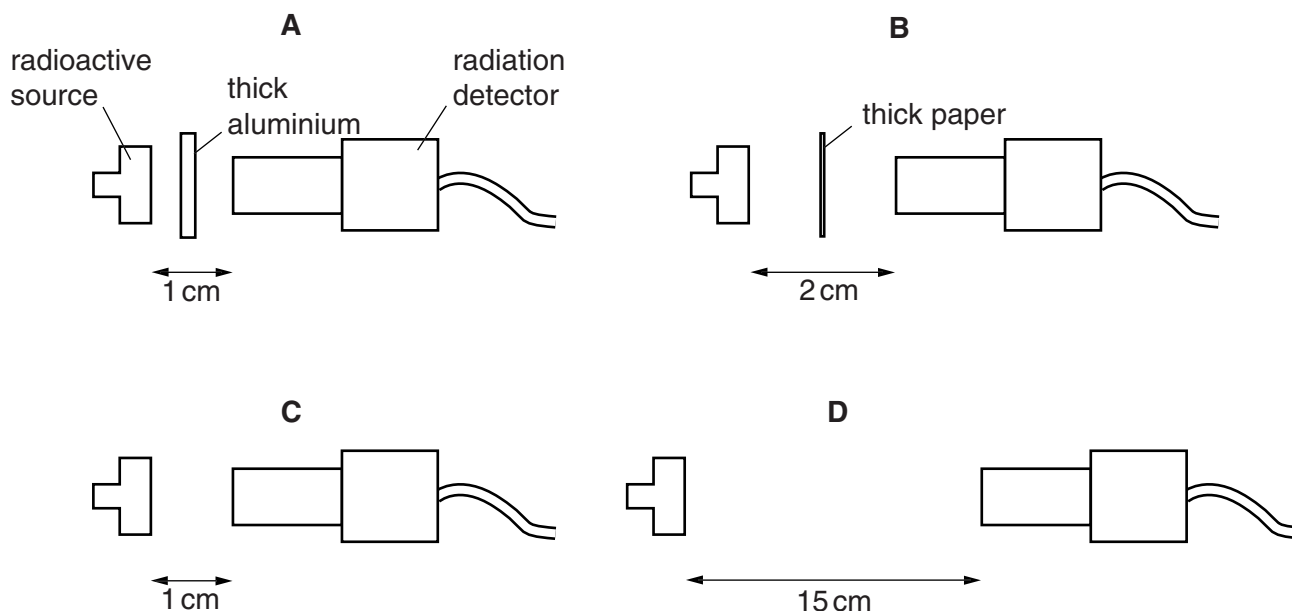 A
radioactive
source
thick
aluminium
radiation
detector
1 cm
B
thick paper
2 cm
C
1 cm
D
15 cm